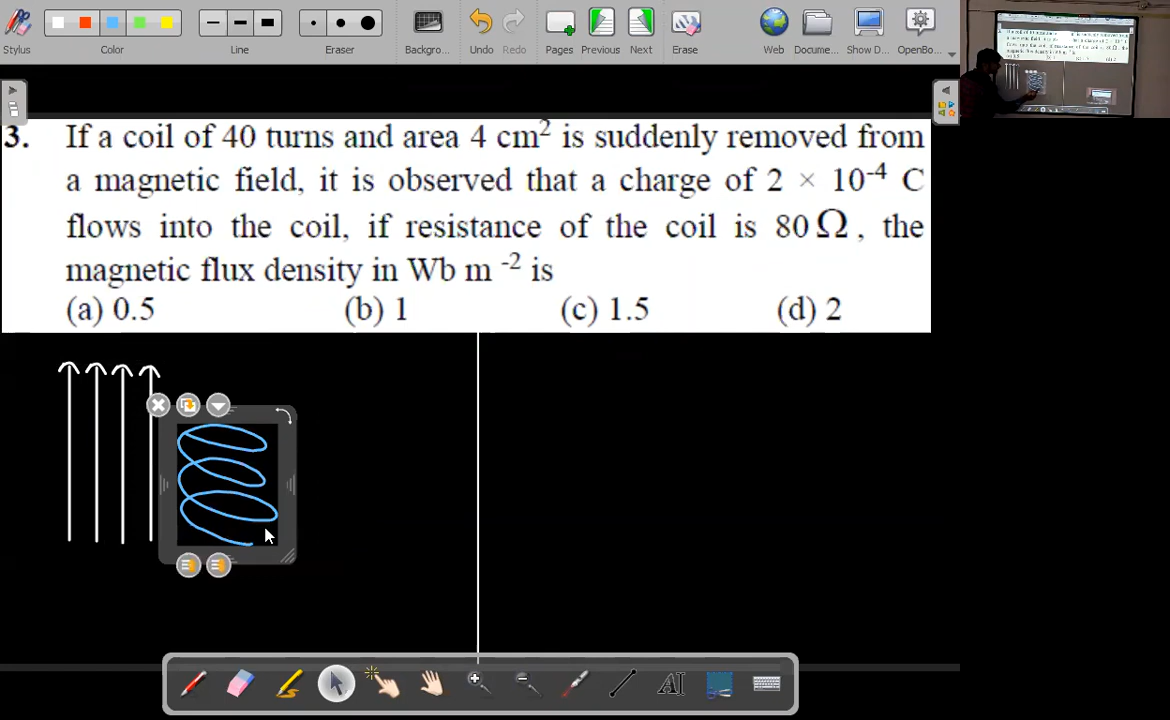 Stylus
Color
Line
Eraser
Backgro...
Undo
Redo
Pages
Previous
Next
Erase
Web
Docume...
Show D...
OpenBo...
3. If a coil of 40 turns and area 4 cm² is suddenly removed from
a magnetic field, it is observed that a charge of 2 × 10⁻⁴ C
flows into the coil, if resistance of the coil is 80 Ω , the
magnetic flux density in Wb m ⁻² is
(a) 0.5 (b) 1 (c) 1.5 (d) 2